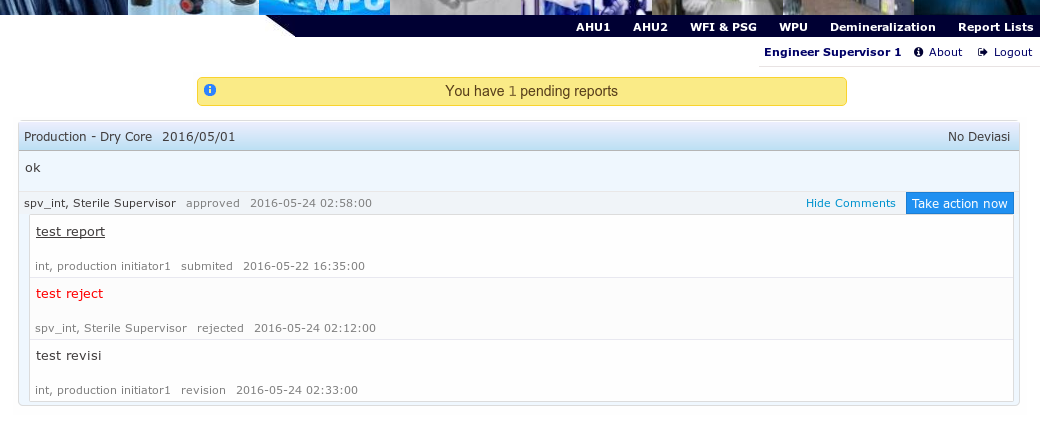 WPU
AHU1 AHU2 WFI & PSG WPU Demineralization Report Lists
Engineer Supervisor 1 About Logout
You have 1 pending reports
Production - Dry Core 2016/05/01 No Deviasi
ok
spv_int, Sterile Supervisor approved 2016-05-24 02:58:00 Hide Comments Take action now
test report
int, production initiator1 submited 2016-05-22 16:35:00
test reject
spv_int, Sterile Supervisor rejected 2016-05-24 02:12:00
test revisi
int, production initiator1 revision 2016-05-24 02:33:00